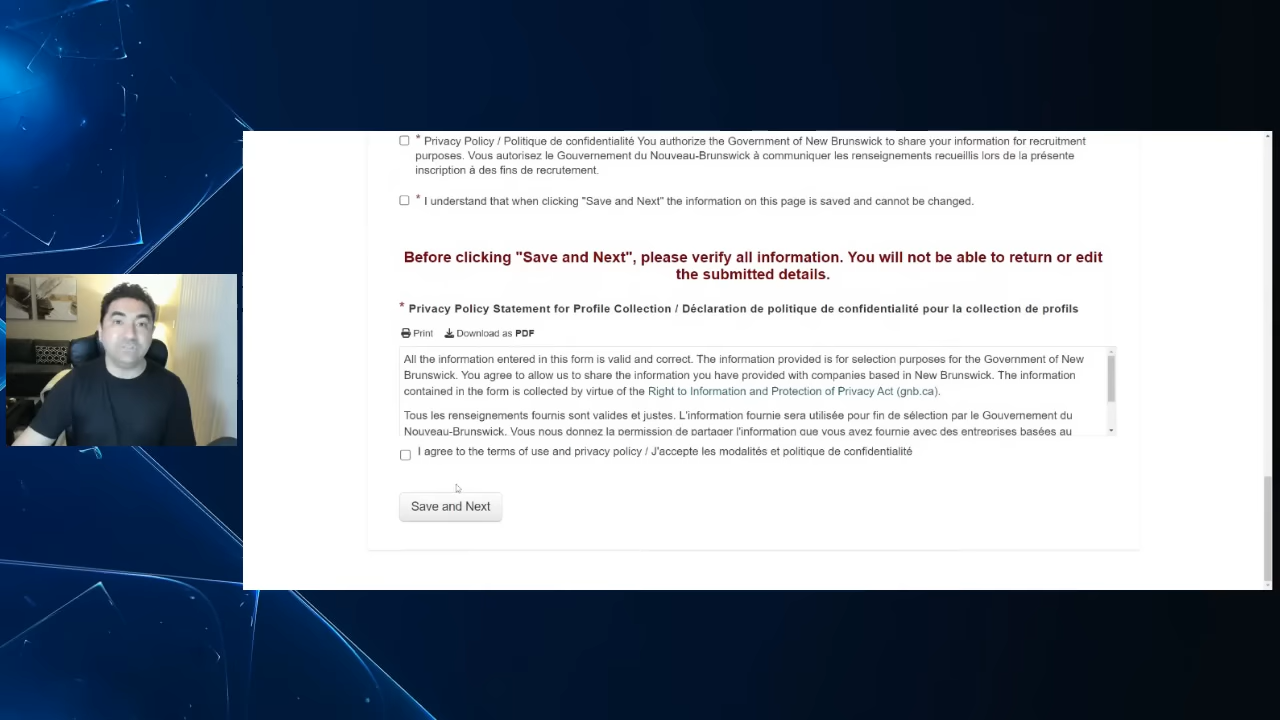 * Privacy Policy / Politique de confidentialité You authorize the Government of New Brunswick to share your information for recruitment
purposes. Vous autorisez le Gouvernement du Nouveau-Brunswick à communiquer les renseignements recueillis lors de la présente
inscription à des fins de recrutement.
* I understand that when clicking "Save and Next" the information on this page is saved and cannot be changed.
Before clicking "Save and Next", please verify all information. You will not be able to return or edit
the submitted details.
* Privacy Policy Statement for Profile Collection / Déclaration de politique de confidentialité pour la collection de profils
Print Download as PDF
All the information entered in this form is valid and correct. The information provided is for selection purposes for the Government of New
Brunswick. You agree to allow us to share the information you have provided with companies based in New Brunswick. The information
contained in the form is collected by virtue of the Right to Information and Protection of Privacy Act (gnb.ca).
Tous les renseignements fournis sont valides et justes. L'information fournie sera utilisée pour fin de sélection par le Gouvernement du
Nouveau-Brunswick. Vous nous donnez la permission de partager l'information que vous avez fournie avec des entreprises basées au
I agree to the terms of use and privacy policy / J'accepte les modalités et politique de confidentialité
Save and Next